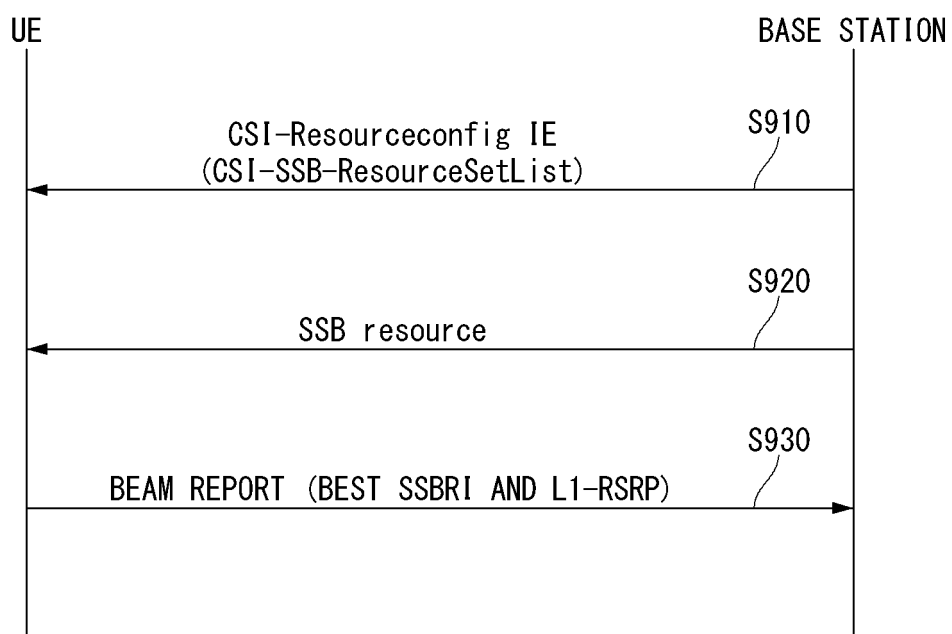 UE
BASE STATION
S910
CSI-Resourceconfig IE
(CSI-SSB-ResourceSetList)
S920
SSB resource
S930
BEAM REPORT (BEST SSBRI AND L1-RSRP)